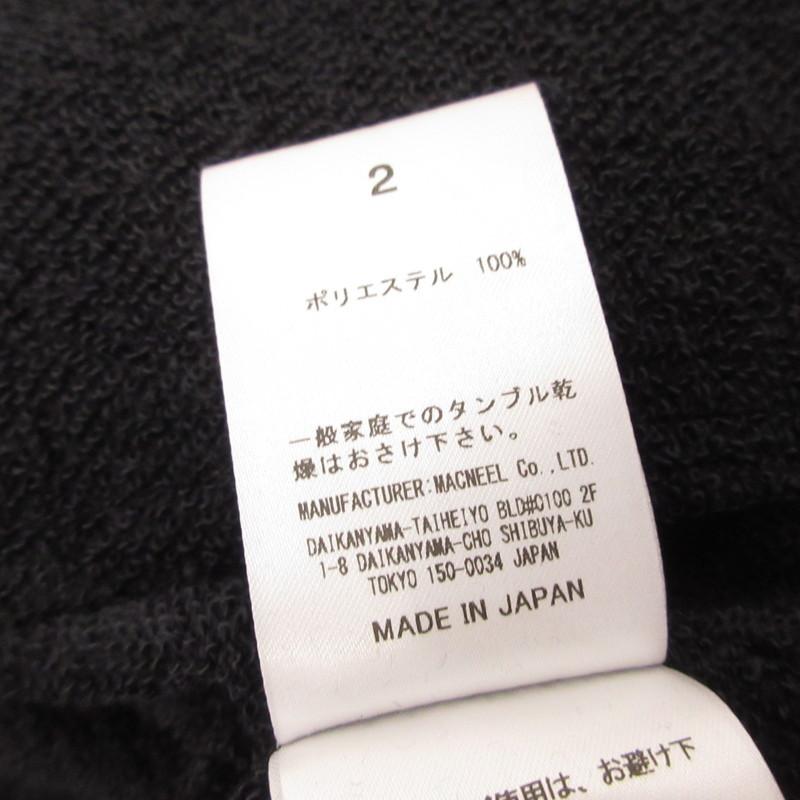 2
ポリエステル 100%
一般家庭でのタンブル乾
燥はおさけ下さい。
MANUFACTURER:MACNEEL Co.,LTD.
DAIKANYAMA-TAIHEIYO BLD#0100 2F
1-8 DAIKANYAMA-CHO SHIBUYA-KU
TOKYO 150-0034 JAPAN
MADE IN JAPAN
使用は、お避け下